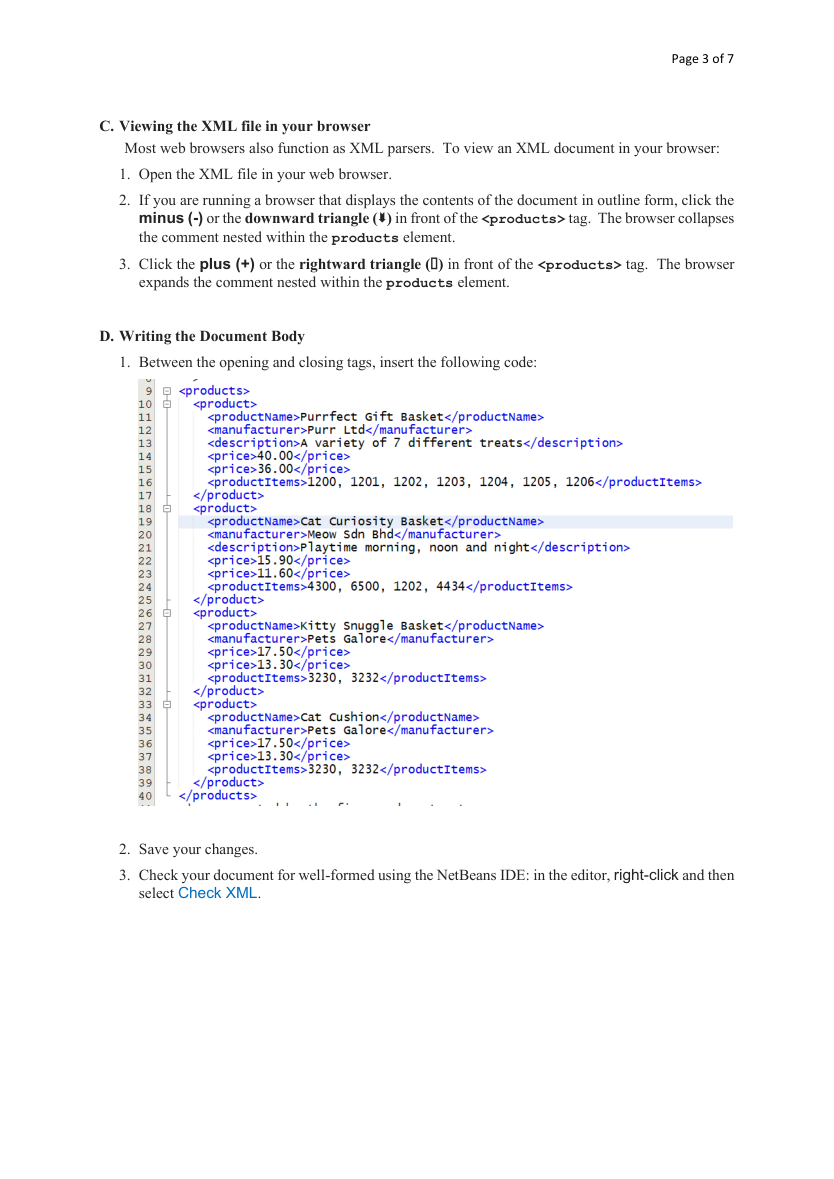 Page 3 of 7
C. Viewing the XML file in your browser
Most web browsers also function as XML parsers. To view an XML document in your browser:
1. Open the XML file in your web browser.
2. If you are running a browser that displays the contents of the document in outline form, click the
minus (-) or the downward triangle (⬇) in front of the <products> tag. The browser collapses
the comment nested within the products element.
3. Click the plus (+) or the rightward triangle (▯) in front of the <products> tag. The browser
expands the comment nested within the products element.
D. Writing the Document Body
1. Between the opening and closing tags, insert the following code:
9 <products>
10 <product>
11 <productName>Purrfect Gift Basket</productName>
12 <manufacturer>Purr Ltd</manufacturer>
13 <description>A variety of 7 different treats</description>
14 <price>40.00</price>
15 <price>36.00</price>
16 <productItems>1200, 1201, 1202, 1203, 1204, 1205, 1206</productItems>
17 </product>
18 <product>
19 <productName>Cat Curiosity Basket</productName>
20 <manufacturer>Meow Sdn Bhd</manufacturer>
21 <description>Playtime morning, noon and night</description>
22 <price>15.90</price>
23 <price>11.60</price>
24 <productItems>4300, 6500, 1202, 4434</productItems>
25 </product>
26 <product>
27 <productName>Kitty Snuggle Basket</productName>
28 <manufacturer>Pets Galore</manufacturer>
29 <price>17.50</price>
30 <price>13.30</price>
31 <productItems>3230, 3232</productItems>
32 </product>
33 <product>
34 <productName>Cat Cushion</productName>
35 <manufacturer>Pets Galore</manufacturer>
36 <price>17.50</price>
37 <price>13.30</price>
38 <productItems>3230, 3232</productItems>
39 </product>
40 </products>
2. Save your changes.
3. Check your document for well-formed using the NetBeans IDE: in the editor, right-click and then
select Check XML.